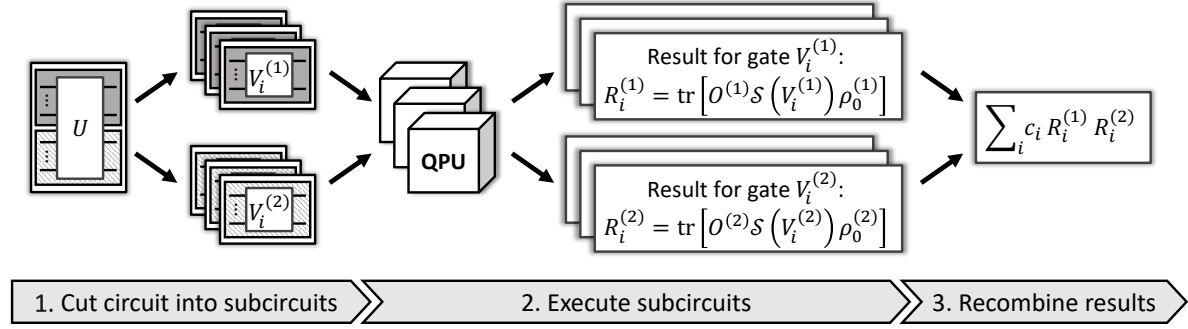 U
⋮
⋮
V_i^{(1)}
⋮
V_i^{(2)}
QPU
Result for gate V_i^{(1)}:
R_i^{(1)} = tr[O^{(1)}𝒮(V_i^{(1)})ρ_0^{(1)}]
Result for gate V_i^{(2)}:
R_i^{(2)} = tr[O^{(2)}𝒮(V_i^{(2)})ρ_0^{(2)}]
∑_i c_i R_i^{(1)} R_i^{(2)}
1. Cut circuit into subcircuits
2. Execute subcircuits
3. Recombine results